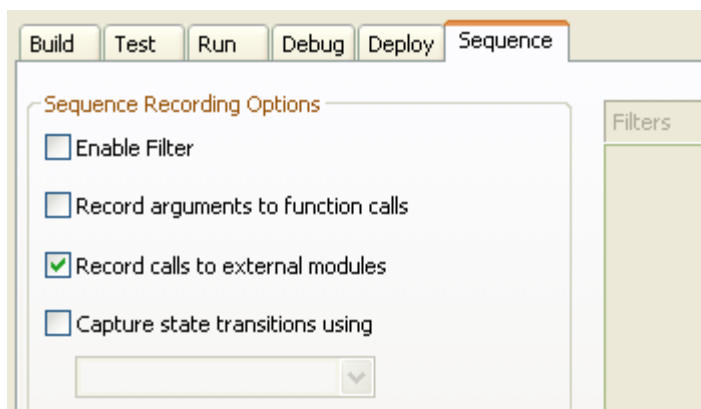 Build Test Run Debug Deploy Sequence
Sequence Recording Options
Filters
Enable Filter
Record arguments to function calls
Record calls to external modules
Capture state transitions using